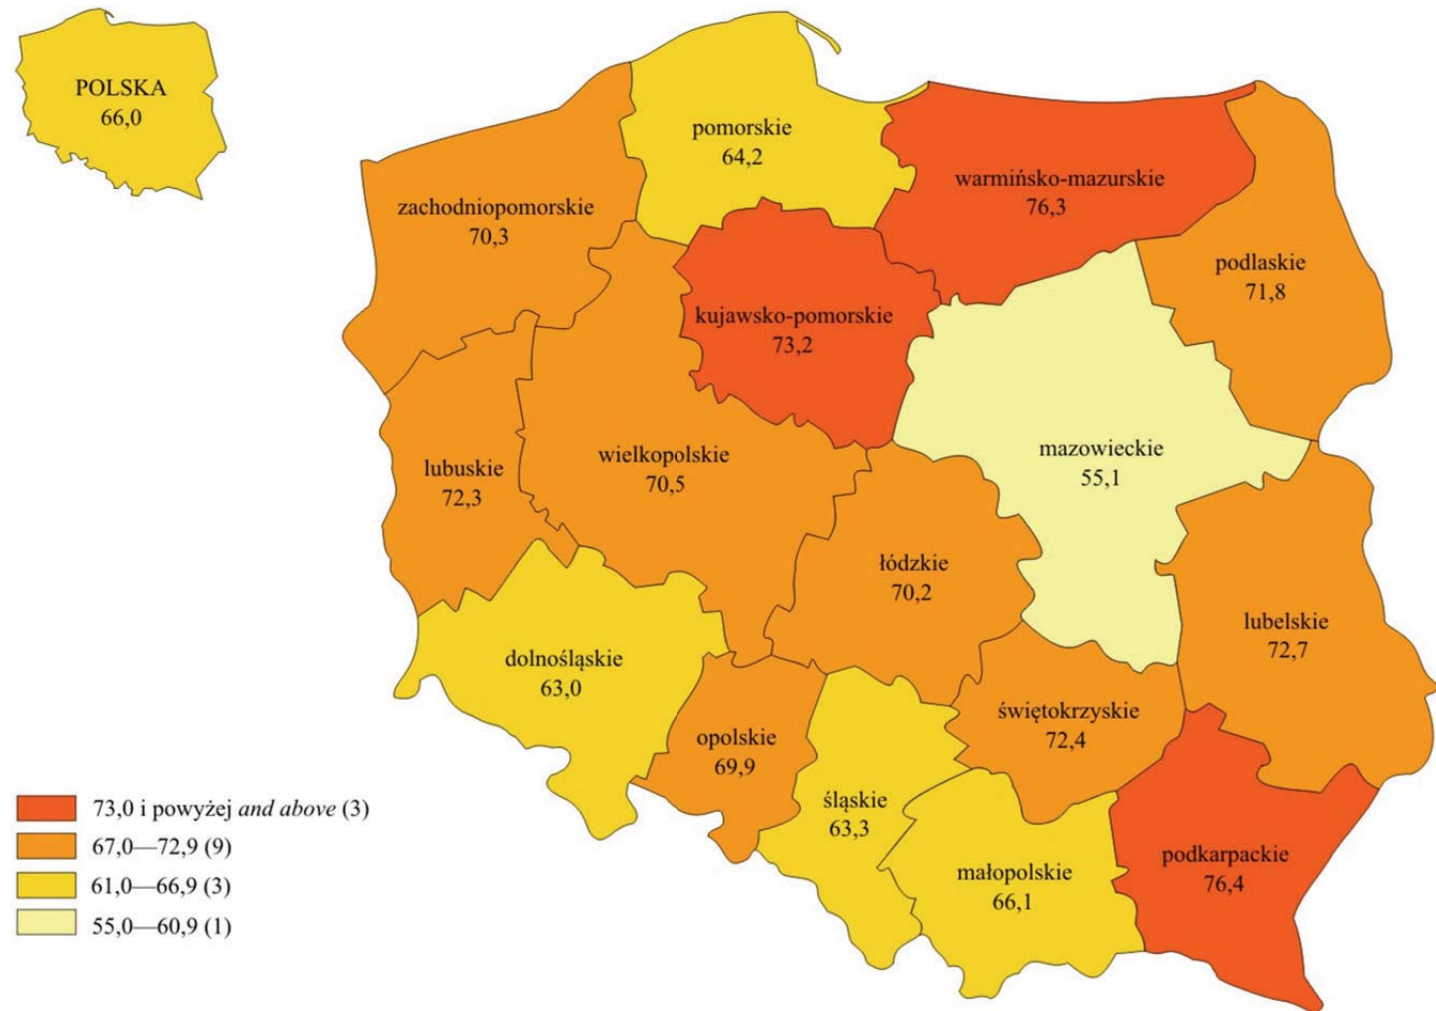 POLSKA
66,0
pomorskie
64,2
warmińsko-mazurskie
76,3
zachodniopomorskie
70,3
podlaskie
71,8
kujawsko-pomorskie
73,2
mazowieckie
55,1
wielkopolskie
70,5
lubuskie
72,3
łódzkie
70,2
lubelskie
72,7
dolnośląskie
63,0
świętokrzyskie
72,4
opolskie
69,9
śląskie
63,3
podkarpackie
76,4
małopolskie
66,1
73,0 i powyżej and above (3)
67,0—72,9 (9)
61,0—66,9 (3)
55,0—60,9 (1)